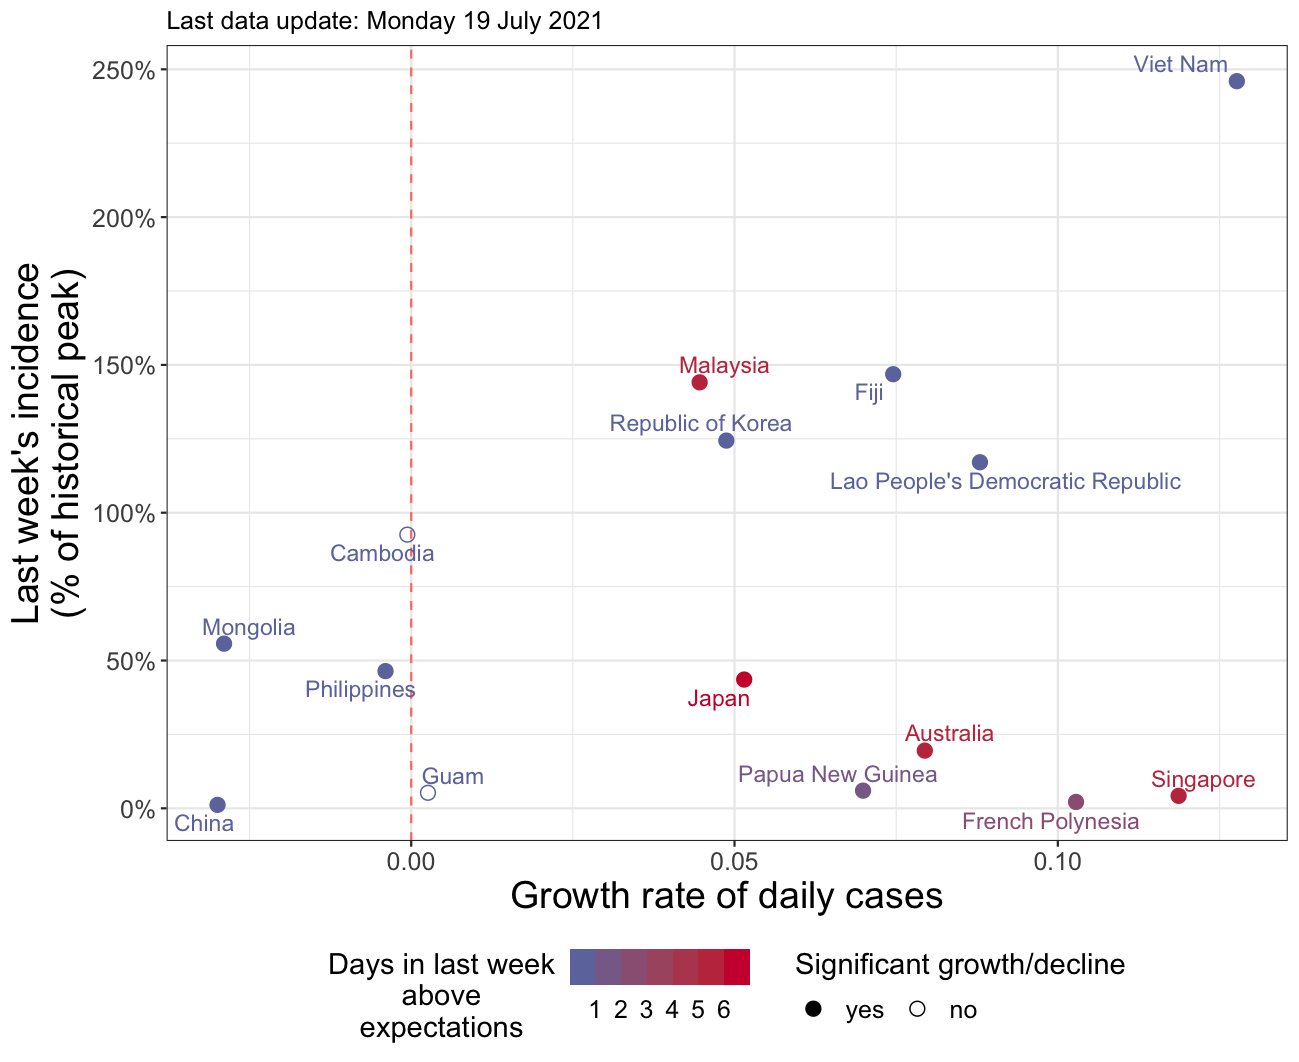 Last data update: Monday 19 July 2021
250%
200%
150%
100%
50%
0%
Last week's incidence
(% of historical peak)
Viet Nam
Malaysia
Fiji
Republic of Korea
Lao People's Democratic Republic
Cambodia
Mongolia
Philippines
Japan
Australia
Guam
Papua New Guinea
Singapore
China
French Polynesia
0.00 0.05 0.10
Growth rate of daily cases
Days in last week
above
expectations
1 2 3 4 5 6
Significant growth/decline
yes no